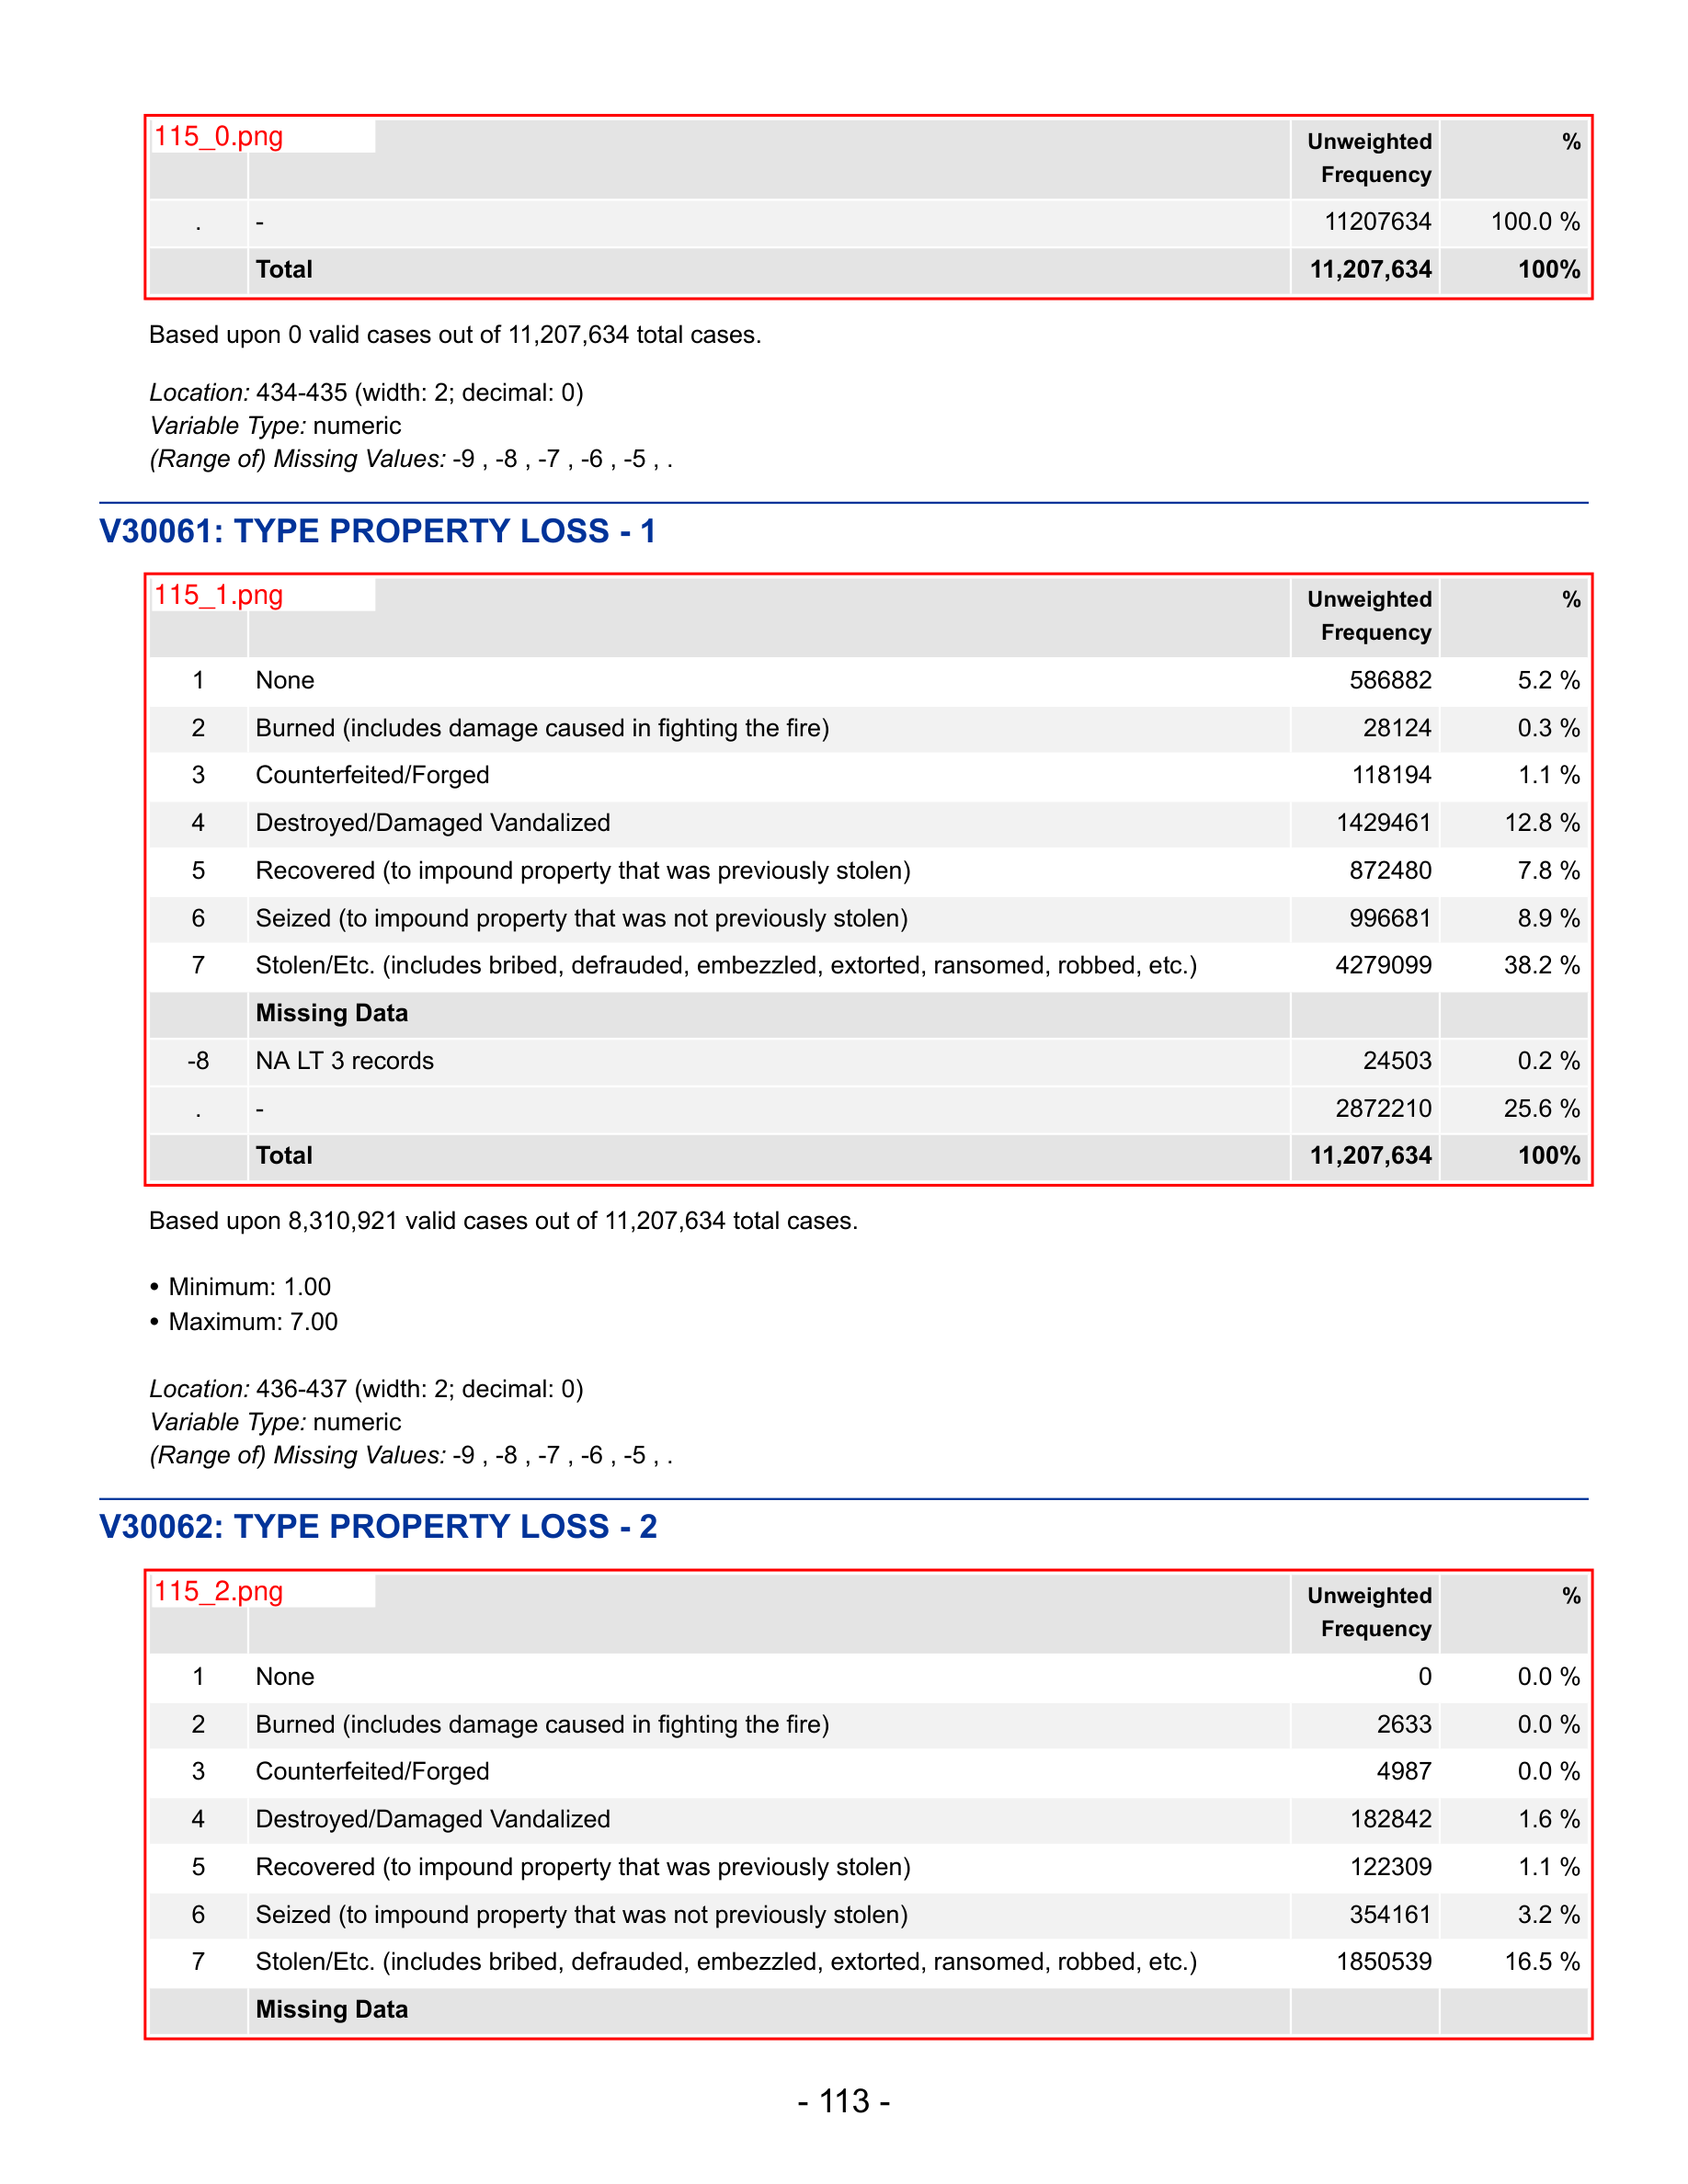 115_0.png
Unweighted Frequency %
. - 11207634 100.0 %
Total 11,207,634 100%
Based upon 0 valid cases out of 11,207,634 total cases.
Location: 434-435 (width: 2; decimal: 0)
Variable Type: numeric
(Range of) Missing Values: -9 , -8 , -7 , -6 , -5 , .
V30061: TYPE PROPERTY LOSS - 1
115_1.png
Unweighted Frequency %
1 None 586882 5.2 %
2 Burned (includes damage caused in fighting the fire) 28124 0.3 %
3 Counterfeited/Forged 118194 1.1 %
4 Destroyed/Damaged Vandalized 1429461 12.8 %
5 Recovered (to impound property that was previously stolen) 872480 7.8 %
6 Seized (to impound property that was not previously stolen) 996681 8.9 %
7 Stolen/Etc. (includes bribed, defrauded, embezzled, extorted, ransomed, robbed, etc.) 4279099 38.2 %
Missing Data
-8 NA LT 3 records 24503 0.2 %
. - 2872210 25.6 %
Total 11,207,634 100%
Based upon 8,310,921 valid cases out of 11,207,634 total cases.
• Minimum: 1.00
• Maximum: 7.00
Location: 436-437 (width: 2; decimal: 0)
Variable Type: numeric
(Range of) Missing Values: -9 , -8 , -7 , -6 , -5 , .
V30062: TYPE PROPERTY LOSS - 2
115_2.png
Unweighted Frequency %
1 None 0 0.0 %
2 Burned (includes damage caused in fighting the fire) 2633 0.0 %
3 Counterfeited/Forged 4987 0.0 %
4 Destroyed/Damaged Vandalized 182842 1.6 %
5 Recovered (to impound property that was previously stolen) 122309 1.1 %
6 Seized (to impound property that was not previously stolen) 354161 3.2 %
7 Stolen/Etc. (includes bribed, defrauded, embezzled, extorted, ransomed, robbed, etc.) 1850539 16.5 %
Missing Data
- 113 -